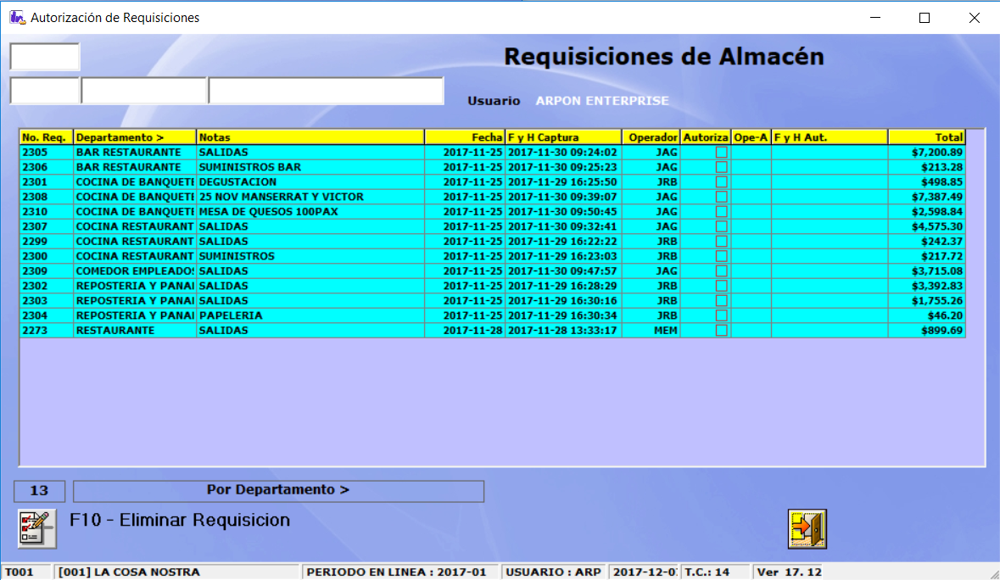 Autorización de Requisiciones
Requisiciones de Almacén
Usuario ARPON ENTERPRISE
No. Req. Departamento > Notas Fecha F y H Captura Operador Autoriza Ope-A F y H Aut. Total
2305 BAR RESTAURANTE SALIDAS 2017-11-25 2017-11-30 09:24:02 JAG $7,200.89
2306 BAR RESTAURANTE SUMINISTROS BAR 2017-11-25 2017-11-30 09:25:23 JAG $213.28
2301 COCINA DE BANQUETE DEGUSTACION 2017-11-25 2017-11-29 16:25:50 JRB $498.85
2308 COCINA DE BANQUETE 25 NOV MANSERRAT Y VICTOR 2017-11-25 2017-11-30 09:39:07 JAG $7,387.49
2310 COCINA DE BANQUETE MESA DE QUESOS 100PAX 2017-11-25 2017-11-30 09:50:45 JAG $2,598.84
2307 COCINA RESTAURANT SALIDAS 2017-11-25 2017-11-30 09:32:41 JAG $4,575.30
2299 COCINA RESTAURANT SALIDAS 2017-11-25 2017-11-29 16:22:22 JRB $242.37
2300 COCINA RESTAURANT SUMINISTROS 2017-11-25 2017-11-29 16:23:03 JRB $217.72
2309 COMEDOR EMPLEADOS SALIDAS 2017-11-25 2017-11-30 09:47:57 JAG $3,715.08
2302 REPOSTERIA Y PANAI SALIDAS 2017-11-25 2017-11-29 16:28:29 JRB $3,392.83
2303 REPOSTERIA Y PANAI SALIDAS 2017-11-25 2017-11-29 16:30:16 JRB $1,755.26
2304 REPOSTERIA Y PANAI PAPELERIA 2017-11-25 2017-11-29 16:30:34 JRB $46.20
2273 RESTAURANTE SALIDAS 2017-11-28 2017-11-28 13:33:17 MEM $899.69
13 Por Departamento >
F10 - Eliminar Requisicion
T001 [001] LA COSA NOSTRA PERIODO EN LINEA : 2017-01 USUARIO : ARP 2017-12-0 T.C.: 14 Ver 17. 12